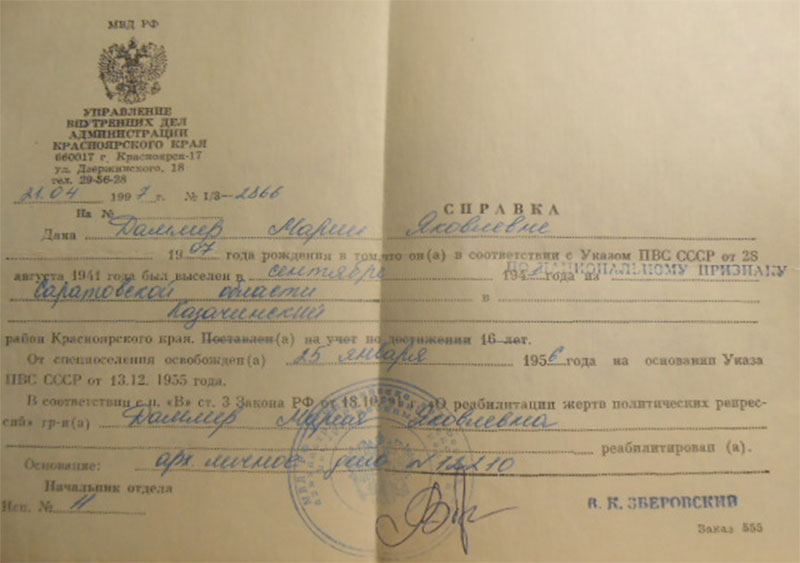 МВД РФ
УПРАВЛЕНИЕ
ВНУТРЕННИХ ДЕЛ
АДМИНИСТРАЦИИ
КРАСНОЯРСКОГО КРАЯ
660017 г. Красноярск-17
ул. Дзержинского, 18
тел. 29-56-28
21.04 1997 г. № 1/3-2866
На №
СПРАВКА
Дана Даммер Марии Яковлевне
1907 года рождения в том, что он(а) в соответствии с Указом ПВС СССР от 28
августа 1941 года был выселен в сентябре 194 года из ПО НАЦИОНАЛЬНОМУ ПРИЗНАКУ
Саратовской области в
Казачинский
район Красноярского края. Поставлен(а) на учет по достижении 16 лет.
От спецпоселения освобожден(а) 25 января 1956 года на основании Указа
ПВС СССР от 13.12. 1955 года.
В соответствии с п. «В» ст. 3 Закона РФ от 18.10 «О реабилитации жертв политических репрес-
сий» гр-н(а) Даммер Мария Яковлевна
реабилитирован (а).
Основание: арх. личное дело № 12210
Начальник отдела
Исп. № 11
В. К. ЗБЕРОВСКИЙ
Заказ 555